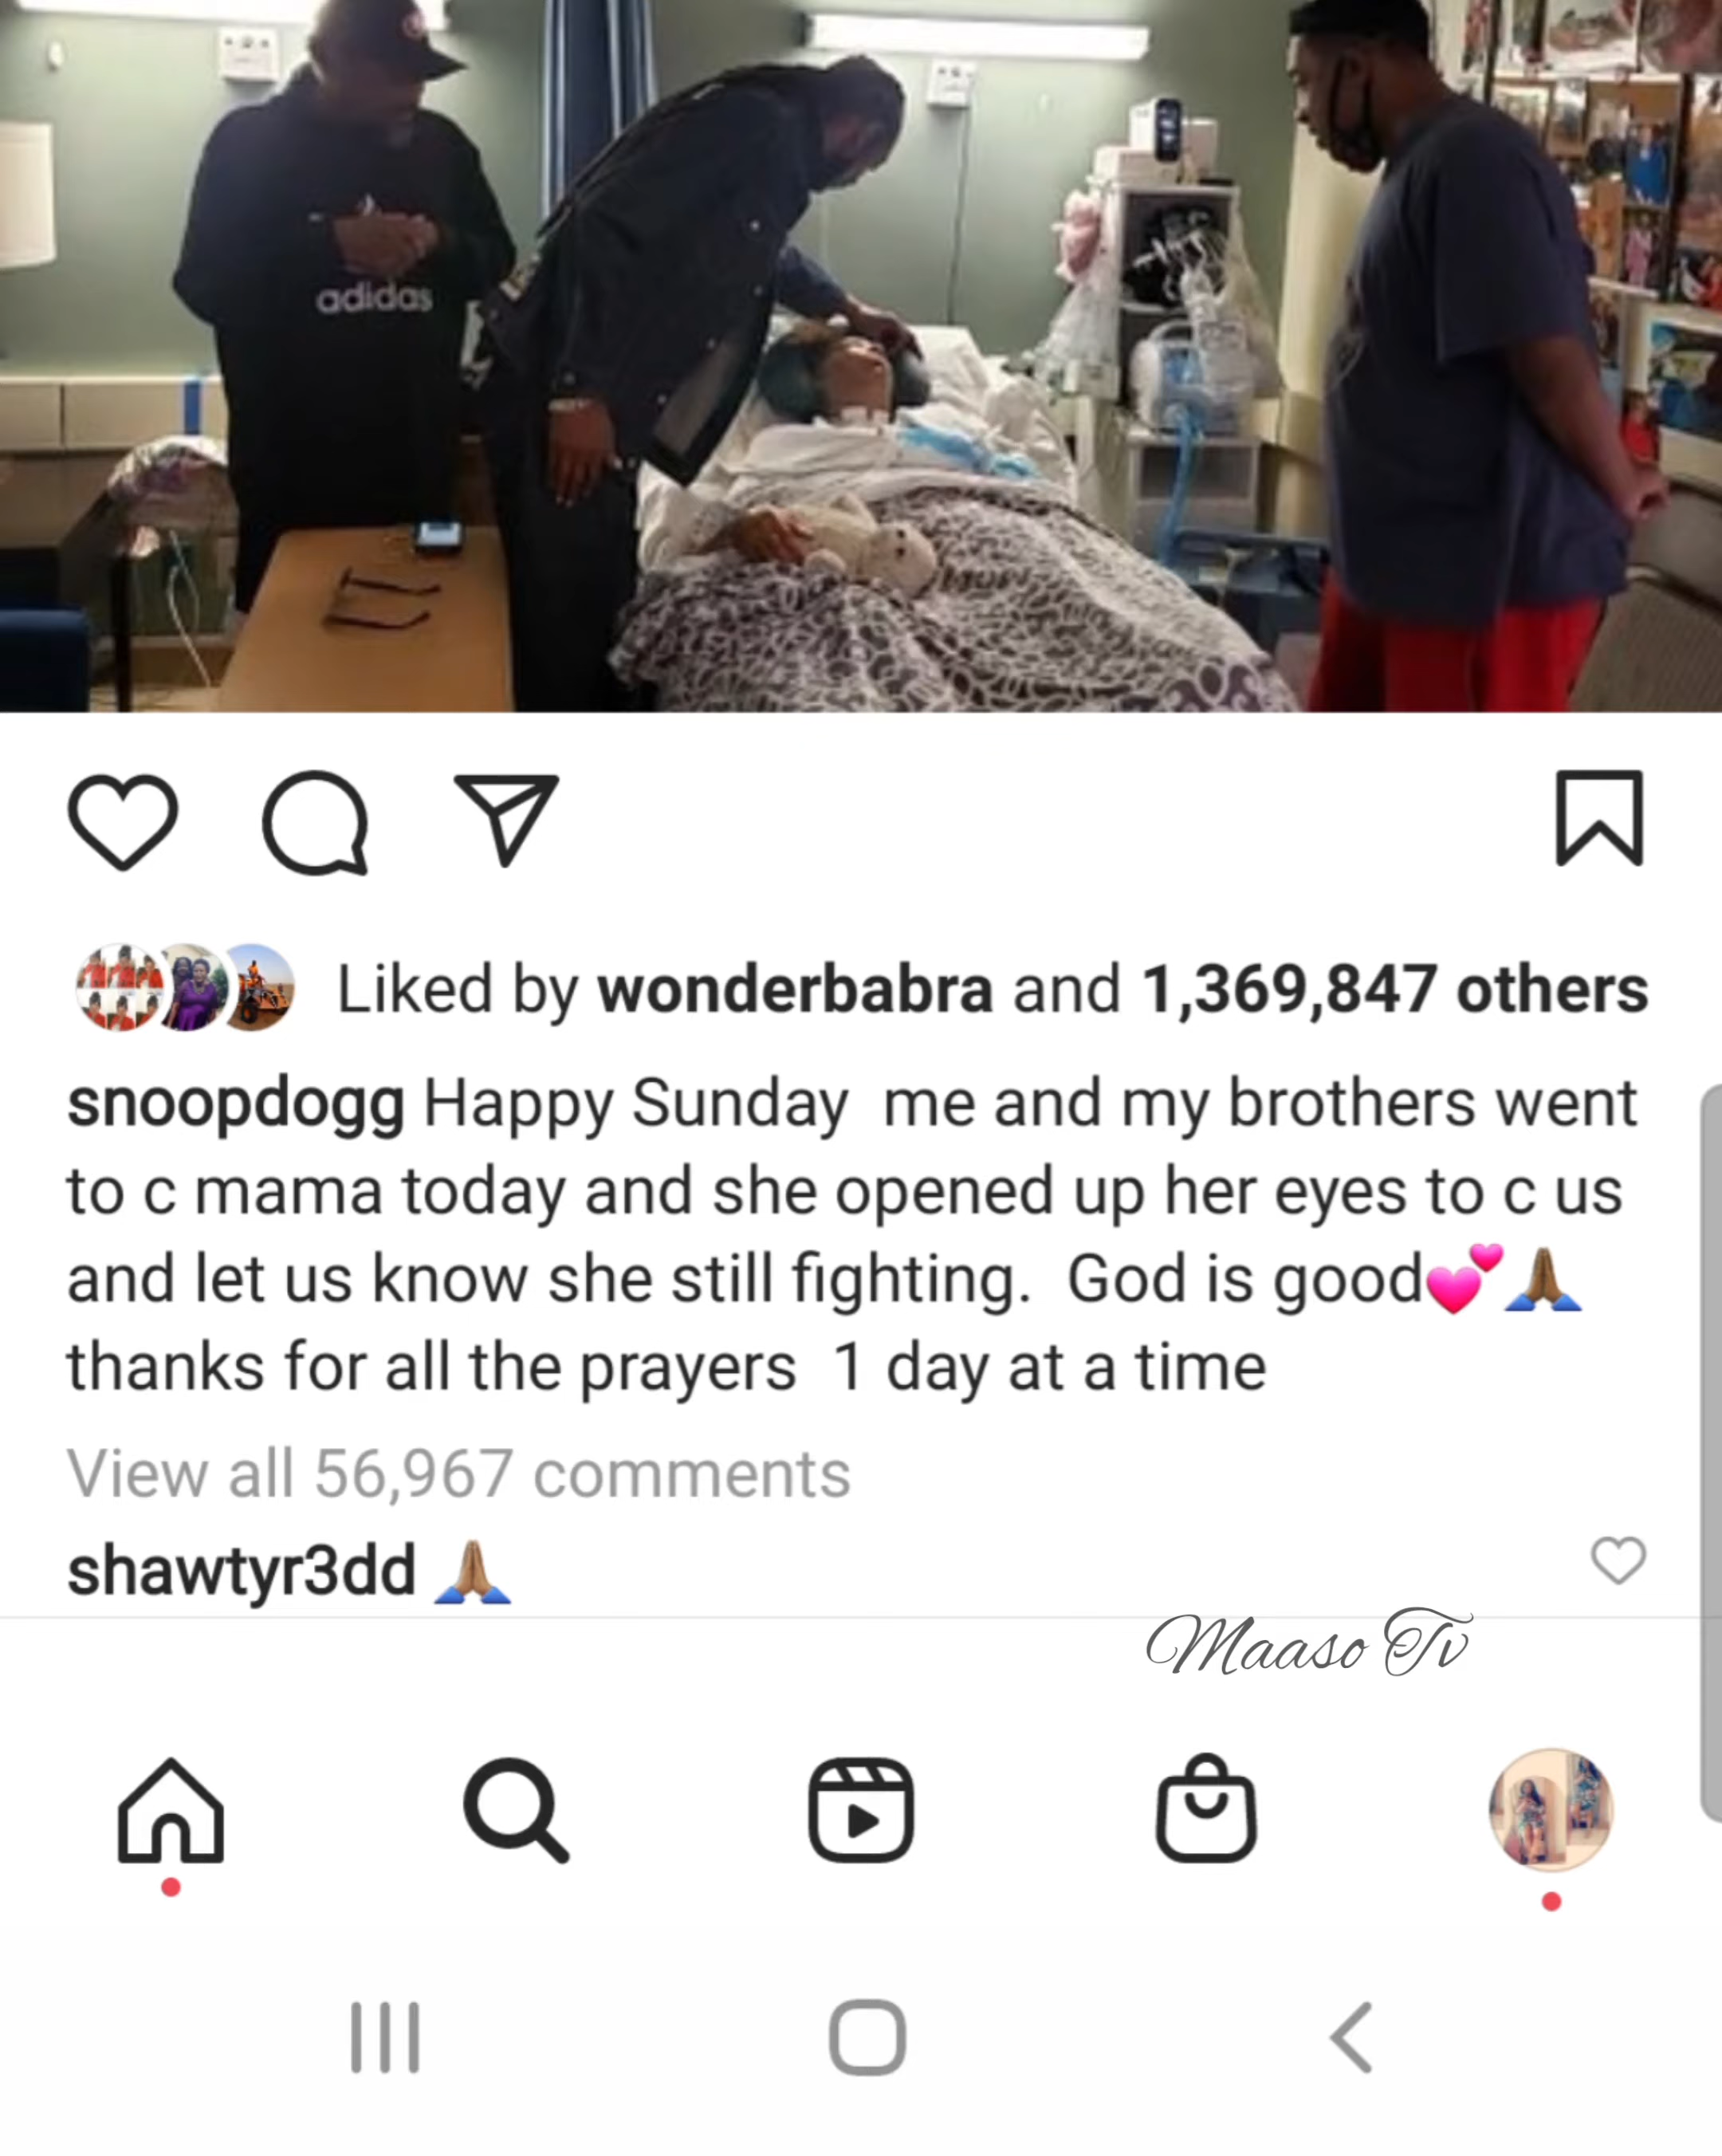 adidas
Liked by wonderbabra and 1,369,847 others
snoopdogg Happy Sunday  me and my brothers went
to c mama today and she opened up her eyes to c us
and let us know she still fighting.  God is good💕🙏🏾
thanks for all the prayers  1 day at a time
View all 56,967 comments
shawtyr3dd 🙏🏽
Maaso Tv